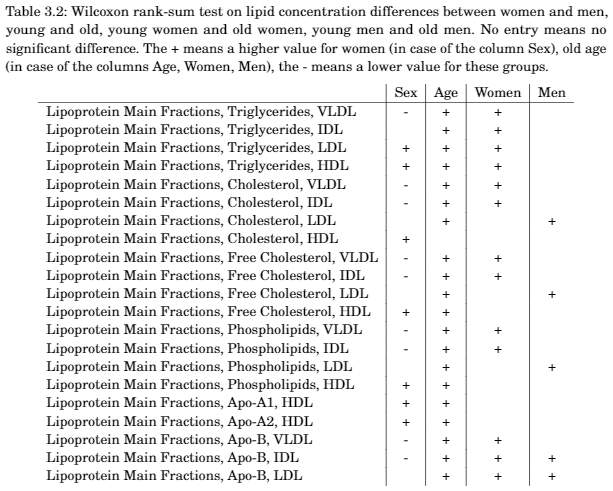 Table 3.2: Wilcoxon rank-sum test on lipid concentration differences between women and men,
young and old, young women and old women, young men and old men. No entry means no
significant difference. The + means a higher value for women (in case of the column Sex), old age
(in case of the columns Age, Women, Men), the - means a lower value for these groups.
Sex Age Women Men
Lipoprotein Main Fractions, Triglycerides, VLDL - + +
Lipoprotein Main Fractions, Triglycerides, IDL + +
Lipoprotein Main Fractions, Triglycerides, LDL + + +
Lipoprotein Main Fractions, Triglycerides, HDL + + +
Lipoprotein Main Fractions, Cholesterol, VLDL - + +
Lipoprotein Main Fractions, Cholesterol, IDL - + +
Lipoprotein Main Fractions, Cholesterol, LDL + +
Lipoprotein Main Fractions, Cholesterol, HDL +
Lipoprotein Main Fractions, Free Cholesterol, VLDL - + +
Lipoprotein Main Fractions, Free Cholesterol, IDL - + +
Lipoprotein Main Fractions, Free Cholesterol, LDL + +
Lipoprotein Main Fractions, Free Cholesterol, HDL + +
Lipoprotein Main Fractions, Phospholipids, VLDL - + +
Lipoprotein Main Fractions, Phospholipids, IDL - + +
Lipoprotein Main Fractions, Phospholipids, LDL + +
Lipoprotein Main Fractions, Phospholipids, HDL + +
Lipoprotein Main Fractions, Apo-A1, HDL + +
Lipoprotein Main Fractions, Apo-A2, HDL + +
Lipoprotein Main Fractions, Apo-B, VLDL - + +
Lipoprotein Main Fractions, Apo-B, IDL - + + +
Lipoprotein Main Fractions, Apo-B, LDL + + +